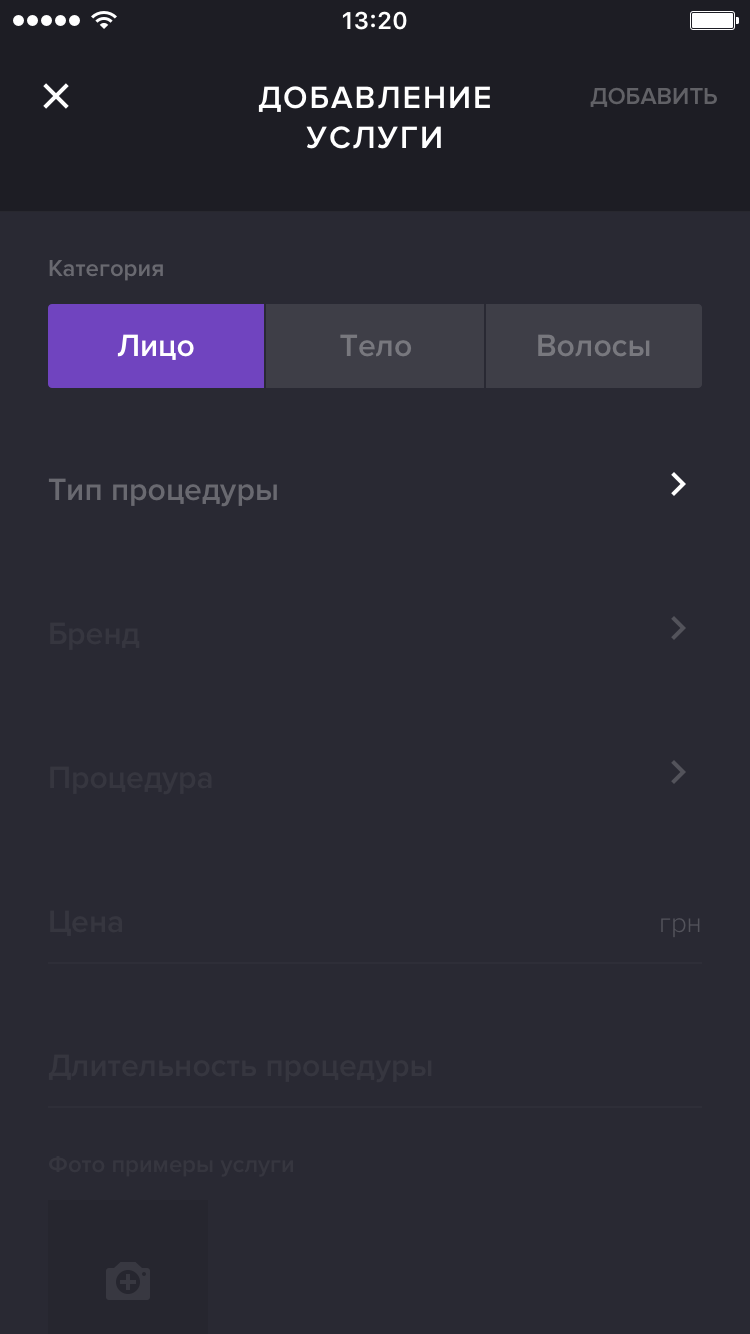 13:20
ДОБАВЛЕНИЕ
УСЛУГИ
ДОБАВИТЬ
Категория
Лицо
Тело
Волосы
Тип процедуры
Бренд
Процедура
Цена
грн
Длительность процедуры
Фото примеры услуги